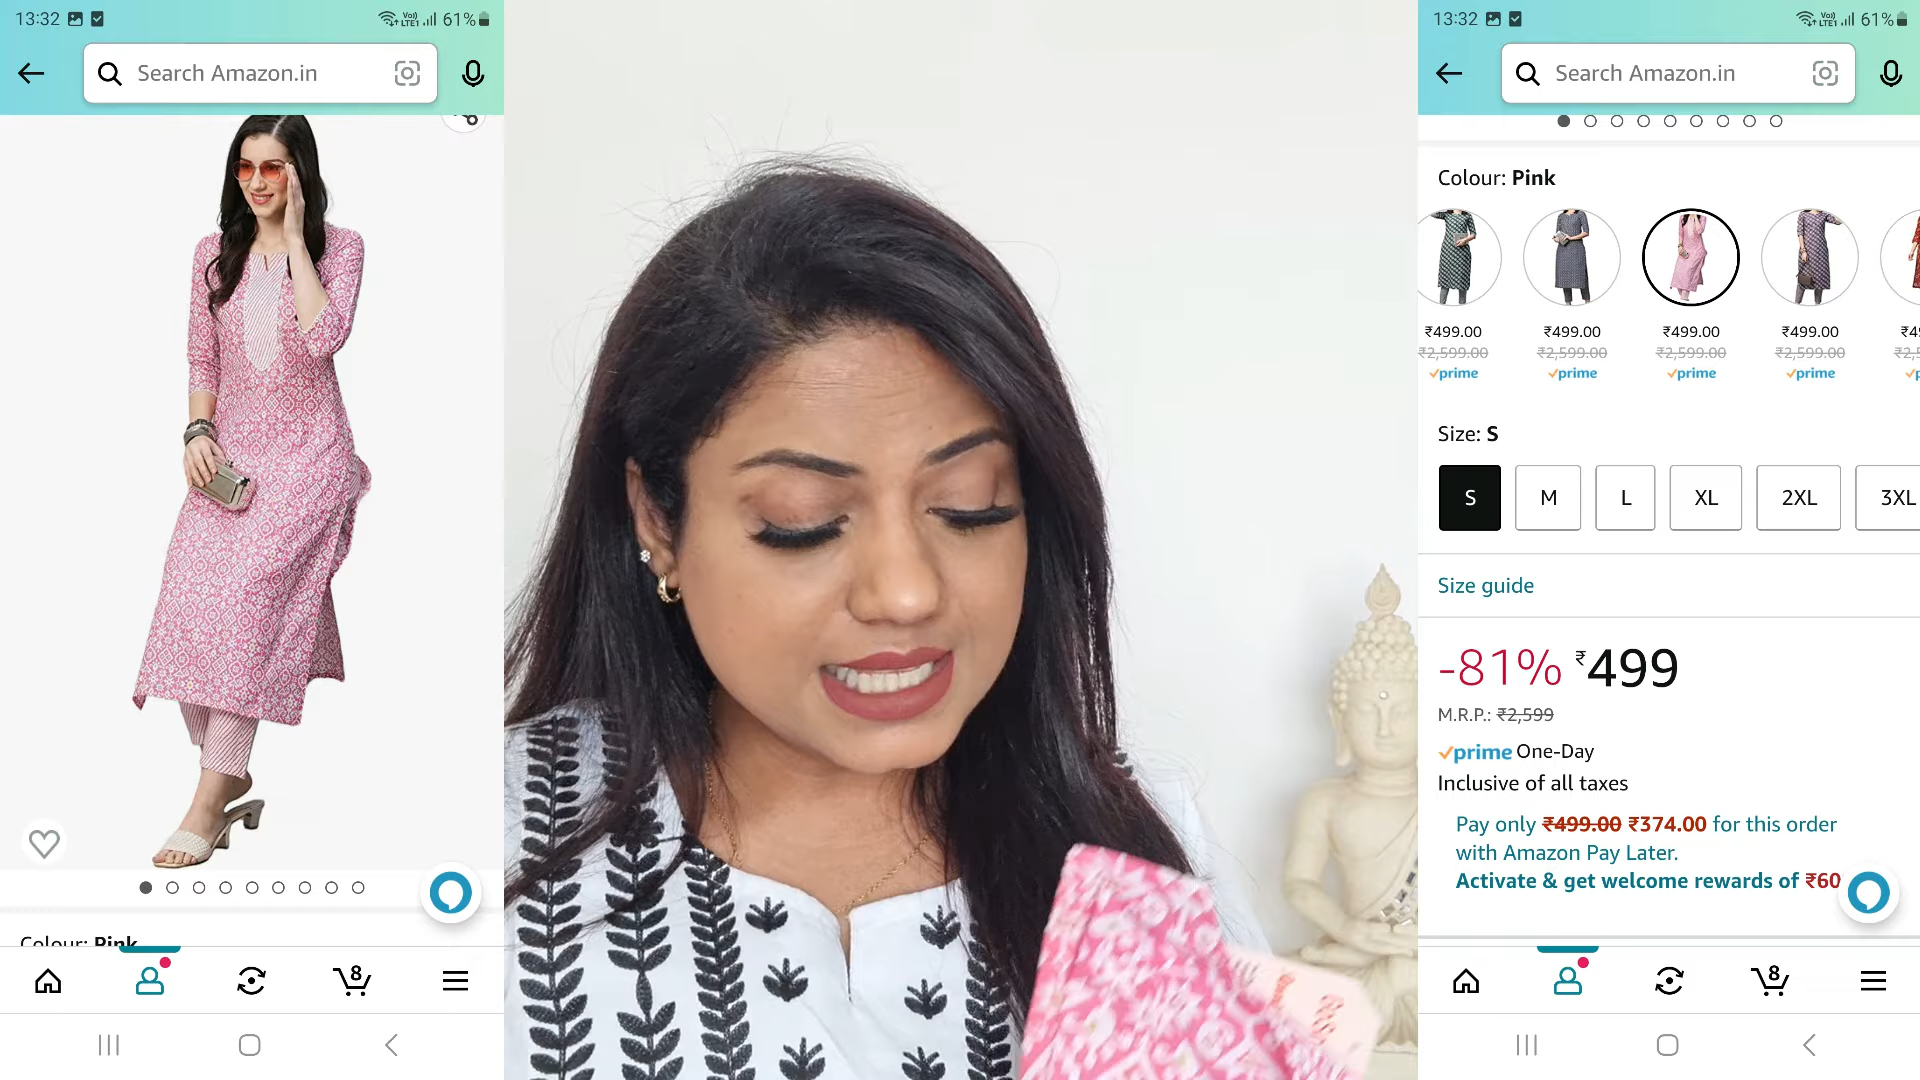 13:32
Vo)) LTE1 61%
Search Amazon.in
Colour: Pink
8
13:32
Vo)) LTE1 61%
Search Amazon.in
Colour: Pink
₹499.00 ₹499.00 ₹499.00 ₹499.00
₹2,599.00 ₹2,599.00 ₹2,599.00 ₹2,599.00
prime prime prime prime
Size: S
S M L XL 2XL 3XL
Size guide
-81% ₹499
M.R.P.: ₹2,599
prime One-Day
Inclusive of all taxes
Pay only ₹499.00 ₹374.00 for this order
with Amazon Pay Later.
Activate & get welcome rewards of ₹60
8